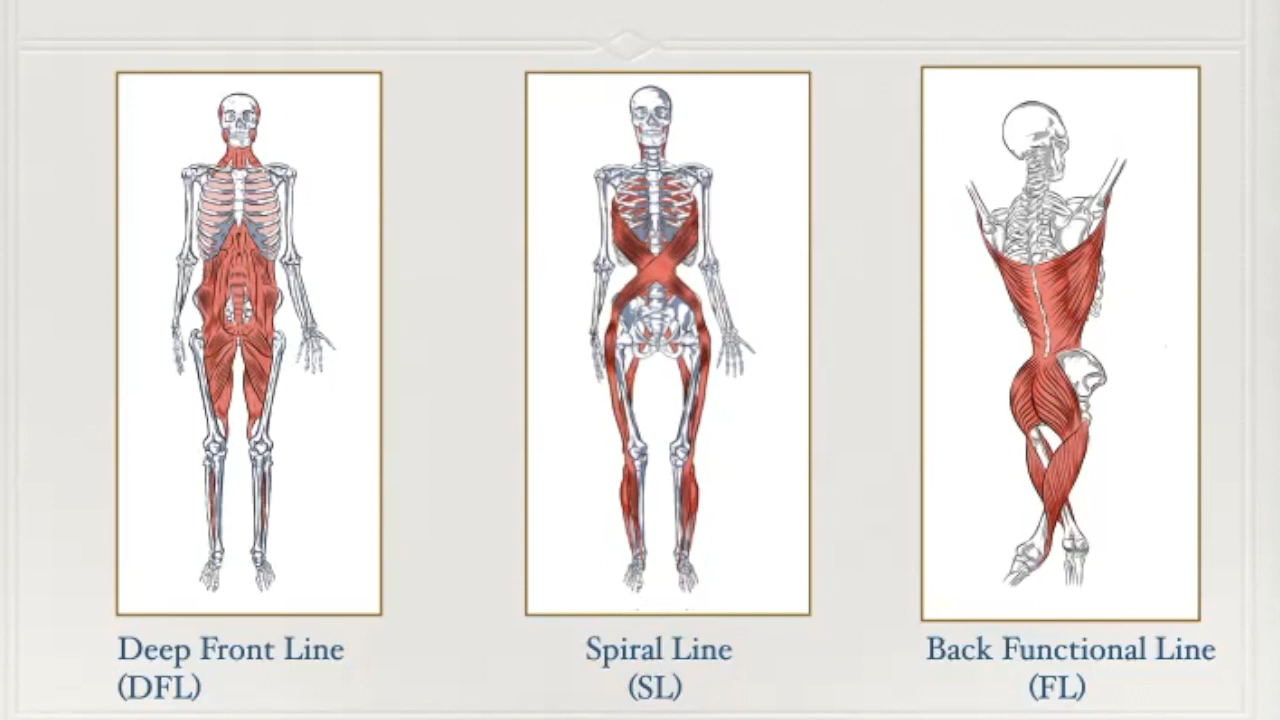 Deep Front Line
(DFL)
Spiral Line
(SL)
Back Functional Line
(FL)